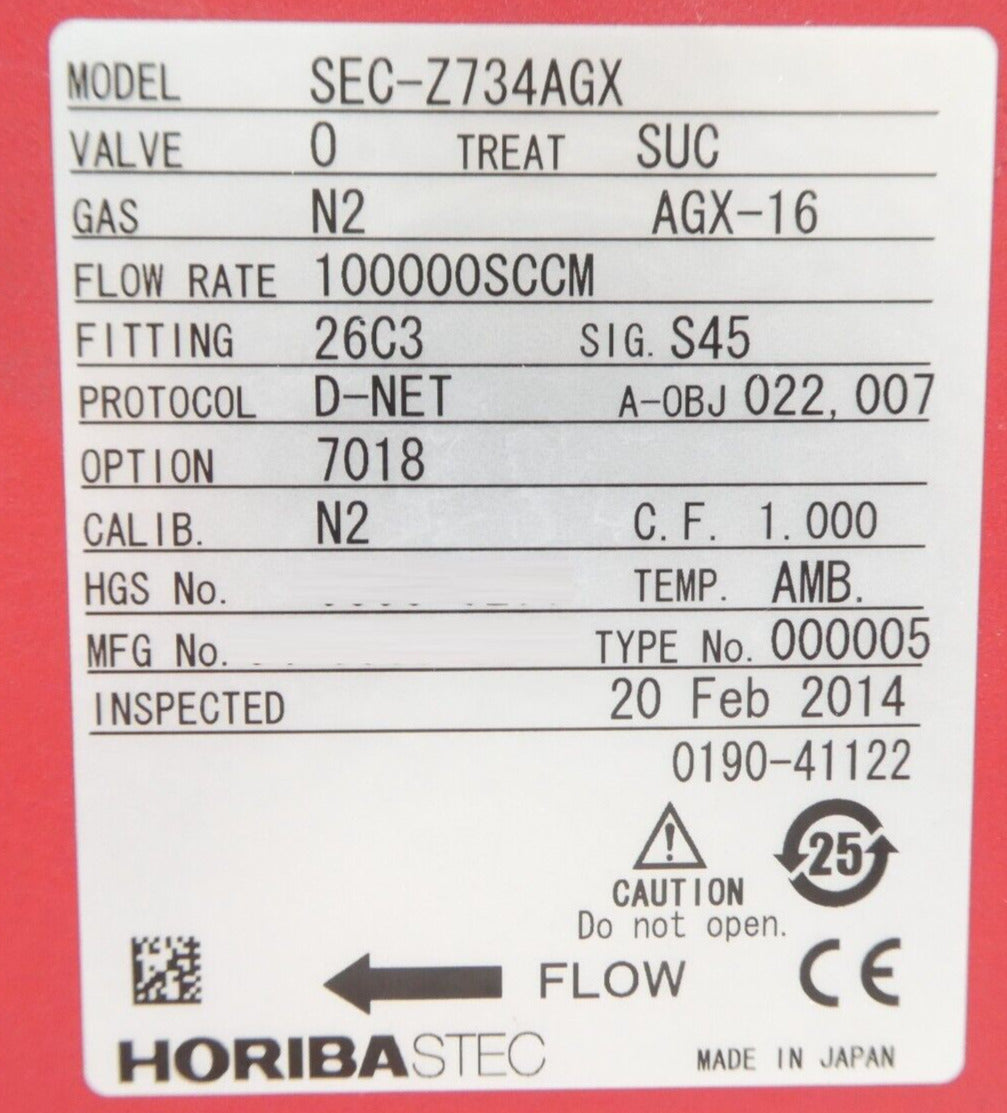 MODEL SEC-Z734AGX
VALVE O TREAT SUC
GAS N2 AGX-16
FLOW RATE 100000SCCM
FITTING 26C3 SIG. S45
PROTOCOL D-NET A-OBJ 022,007
OPTION 7018
CALIB. N2 C.F. 1.000
HGS No. TEMP. AMB.
MFG No. TYPE No. 000005
INSPECTED 20 Feb 2014
0190-41122
25
CAUTION
Do not open.
FLOW CE
HORIBASTEC MADE IN JAPAN